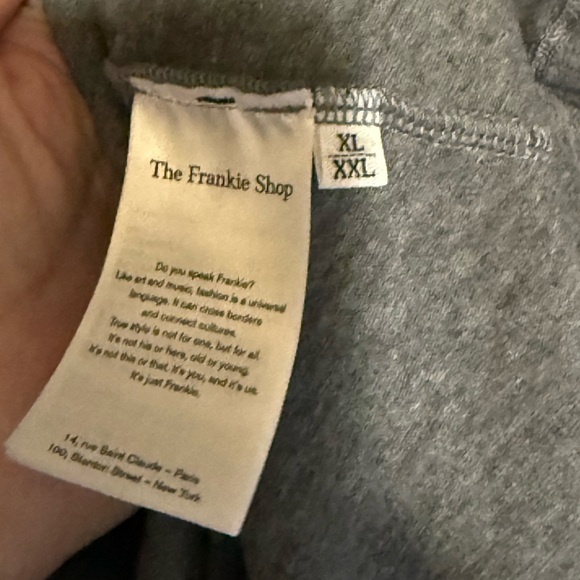 The Frankie Shop
XL
XXL
Do you speak Frankie?
Like art and music, fashion is a universal
language. It can cross borders
and connect cultures.
True style is not for one, but for all.
It's not his or hers, old or young.
It's not this or that. It's you, and it's us.
It's just Frankie.
14, rue Saint Claude – Paris
100, Stanton Street – New York